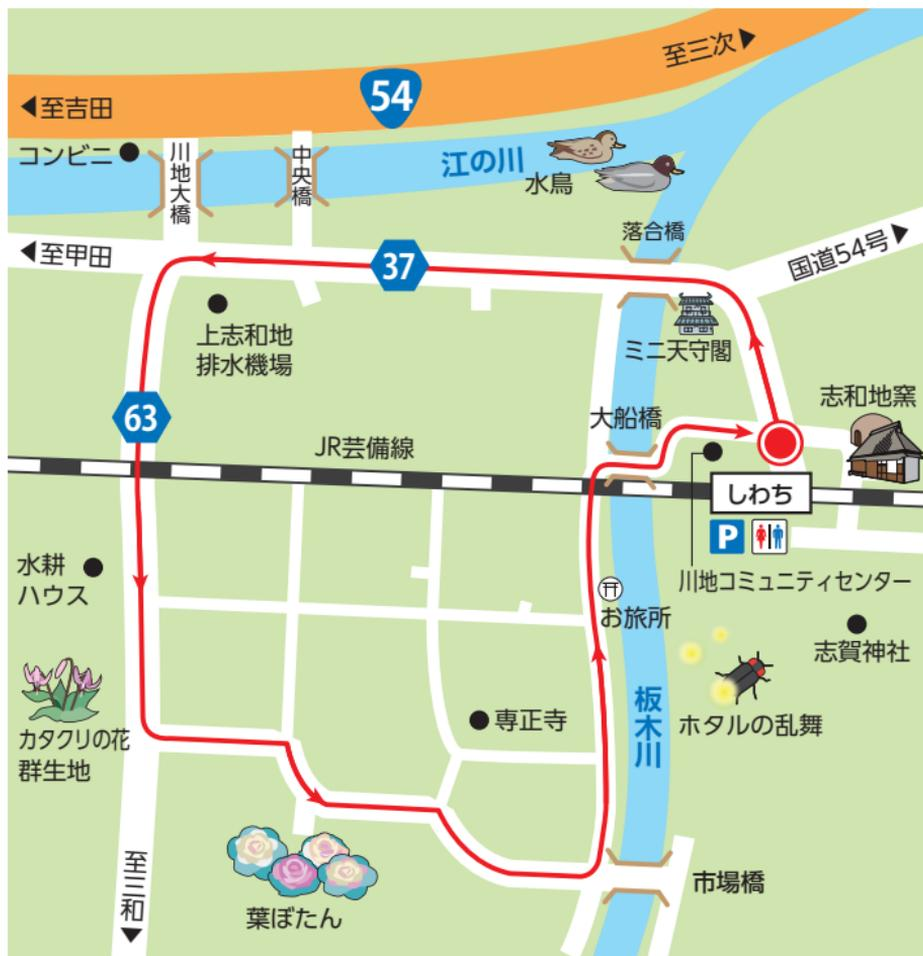 至三次▶
54
◀至吉田
コンビニ
川地大橋
中央橋
江の川
水鳥
落合橋
国道54号▶
◀至甲田
37
ミニ天守閣
上志和地
排水機場
志和地窯
63
大船橋
JR芸備線
しわち
P
水耕
ハウス
川地コミュニティセンター
お旅所
志賀神社
カタクリの花
群生地
専正寺
板木川
ホタルの乱舞
至三和▼
葉ぼたん
市場橋